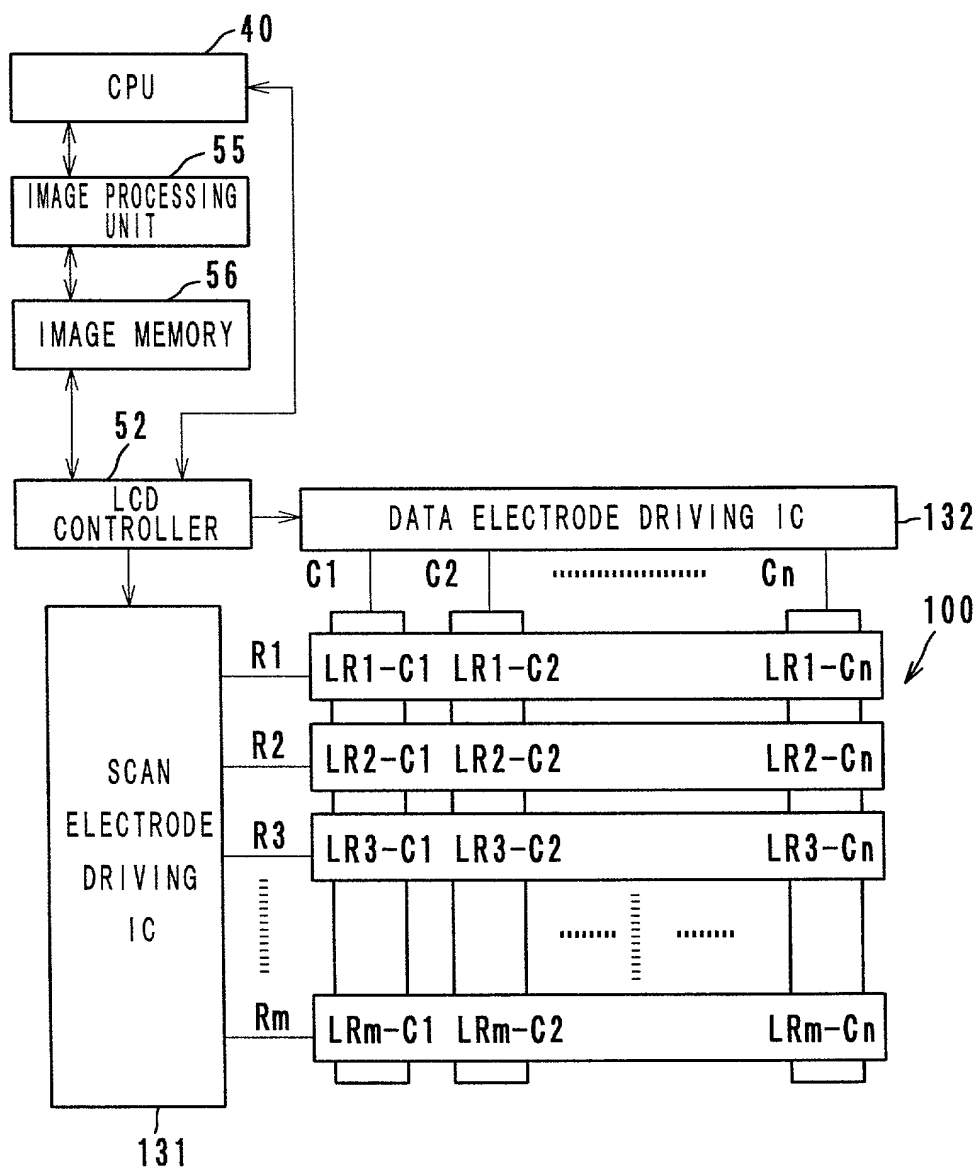 40
CPU
55
IMAGE PROCESSING
UNIT
56
IMAGE MEMORY
52
LCD
CONTROLLER
DATA ELECTRODE DRIVING IC
132
C1 C2 Cn
100
R1
LR1-C1 LR1-C2 LR1-Cn
R2
LR2-C1 LR2-C2 LR2-Cn
SCAN
ELECTRODE
DRIVING
IC
R3
LR3-C1 LR3-C2 LR3-Cn
Rm
LRm-C1 LRm-C2 LRm-Cn
131